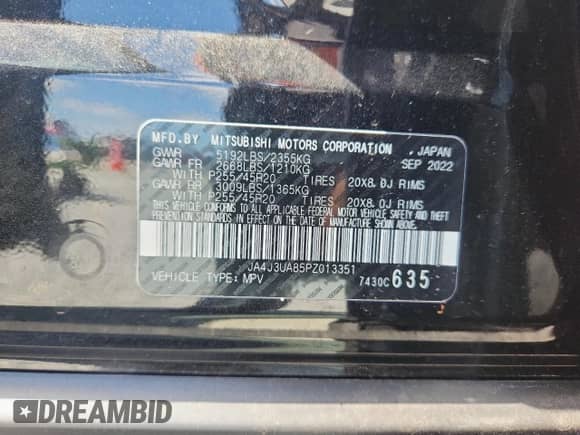 MFD.BY MITSUBISHI MOTORS CORPORATION , JAPAN
GVWR 5192LBS/2355KG SEP 2022
GAWR FR 2668LBS/1210KG
WITH P255/45R20 TIRES 20X8.0J RIMS
GAWR RR 3009LBS/1365KG
WITH P255/45R20 TIRES 20X8.0J RIMS
THIS VEHICLE CONFORMS TO ALL APPLICABLE FEDERAL MOTOR VEHICLE SAFETY AND THEFT
PREVENTION STANDARDS IN EFFECT ON THE DATE OF MANUFACTURE SHOWN ABOVE.
JA4J3UA85PZ013351
VEHICLE TYPE: MPV 7430C 635
DREAMBID